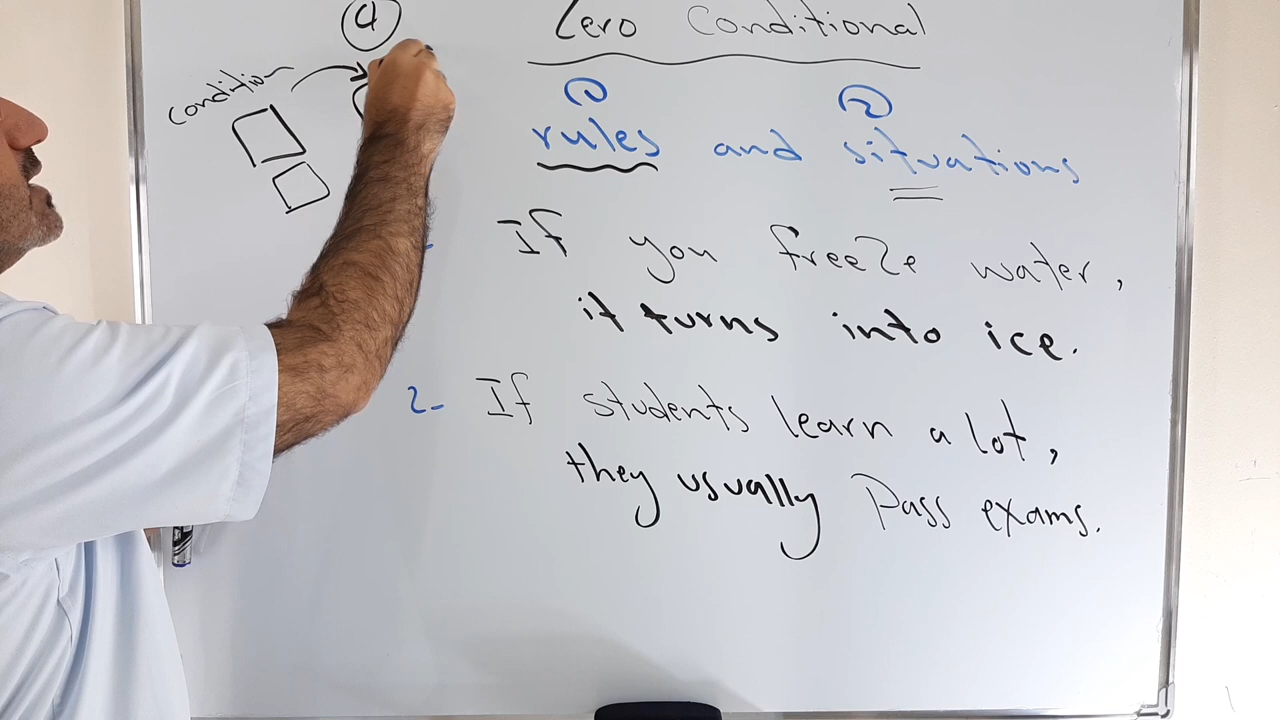 4
Zero Conditional
condition
1 2
rules and situations
If you freeze water,
it turns into ice.
2- If students learn a lot,
they usually pass exams.